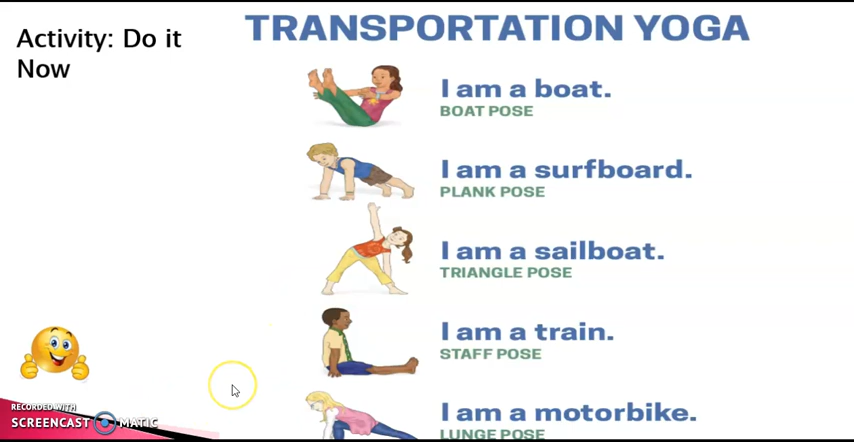 Activity: Do it
Now
TRANSPORTATION YOGA
I am a boat.
BOAT POSE
I am a surfboard.
PLANK POSE
I am a sailboat.
TRIANGLE POSE
I am a train.
STAFF POSE
I am a motorbike.
LUNGE POSE
RECORDED WITH
SCREENCAST MATIC